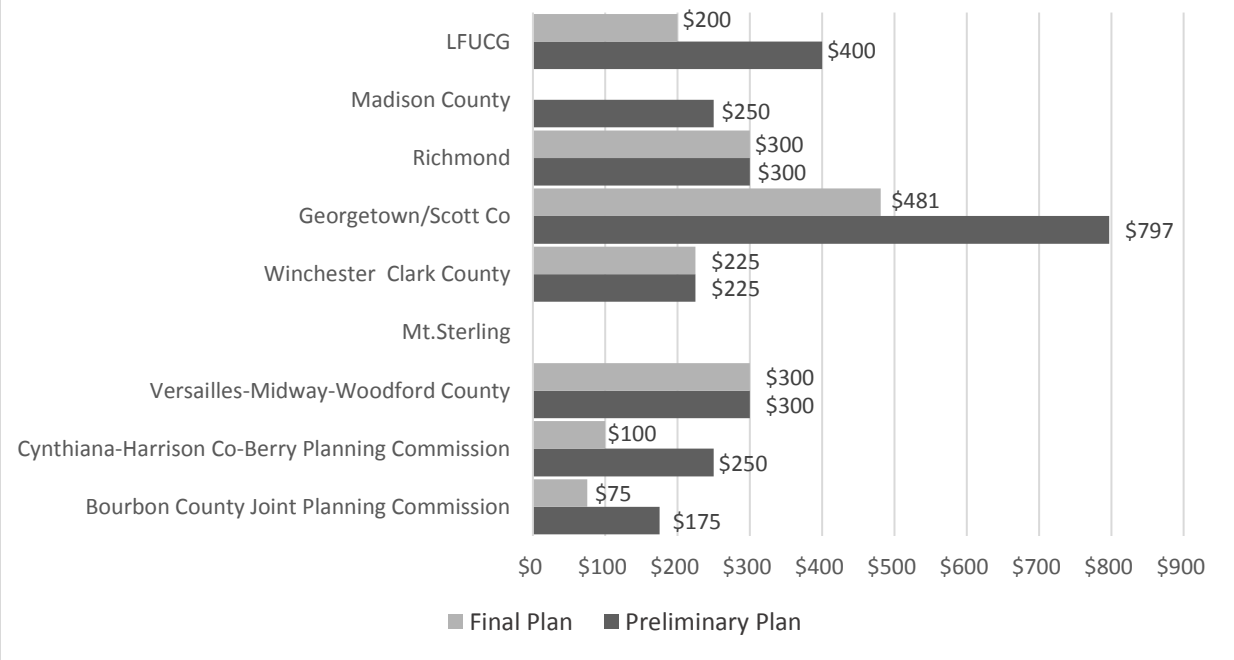 $200
LFUCG
$400
Madison County
$250
$300
Richmond
$300
$481
Georgetown/Scott Co
$797
$225
Winchester  Clark County
$225
Mt.Sterling
$300
Versailles-Midway-Woodford County
$300
$100
Cynthiana-Harrison Co-Berry Planning Commission
$250
$75
Bourbon County Joint Planning Commission
$175
$0 $100 $200 $300 $400 $500 $600 $700 $800 $900
Final Plan Preliminary Plan